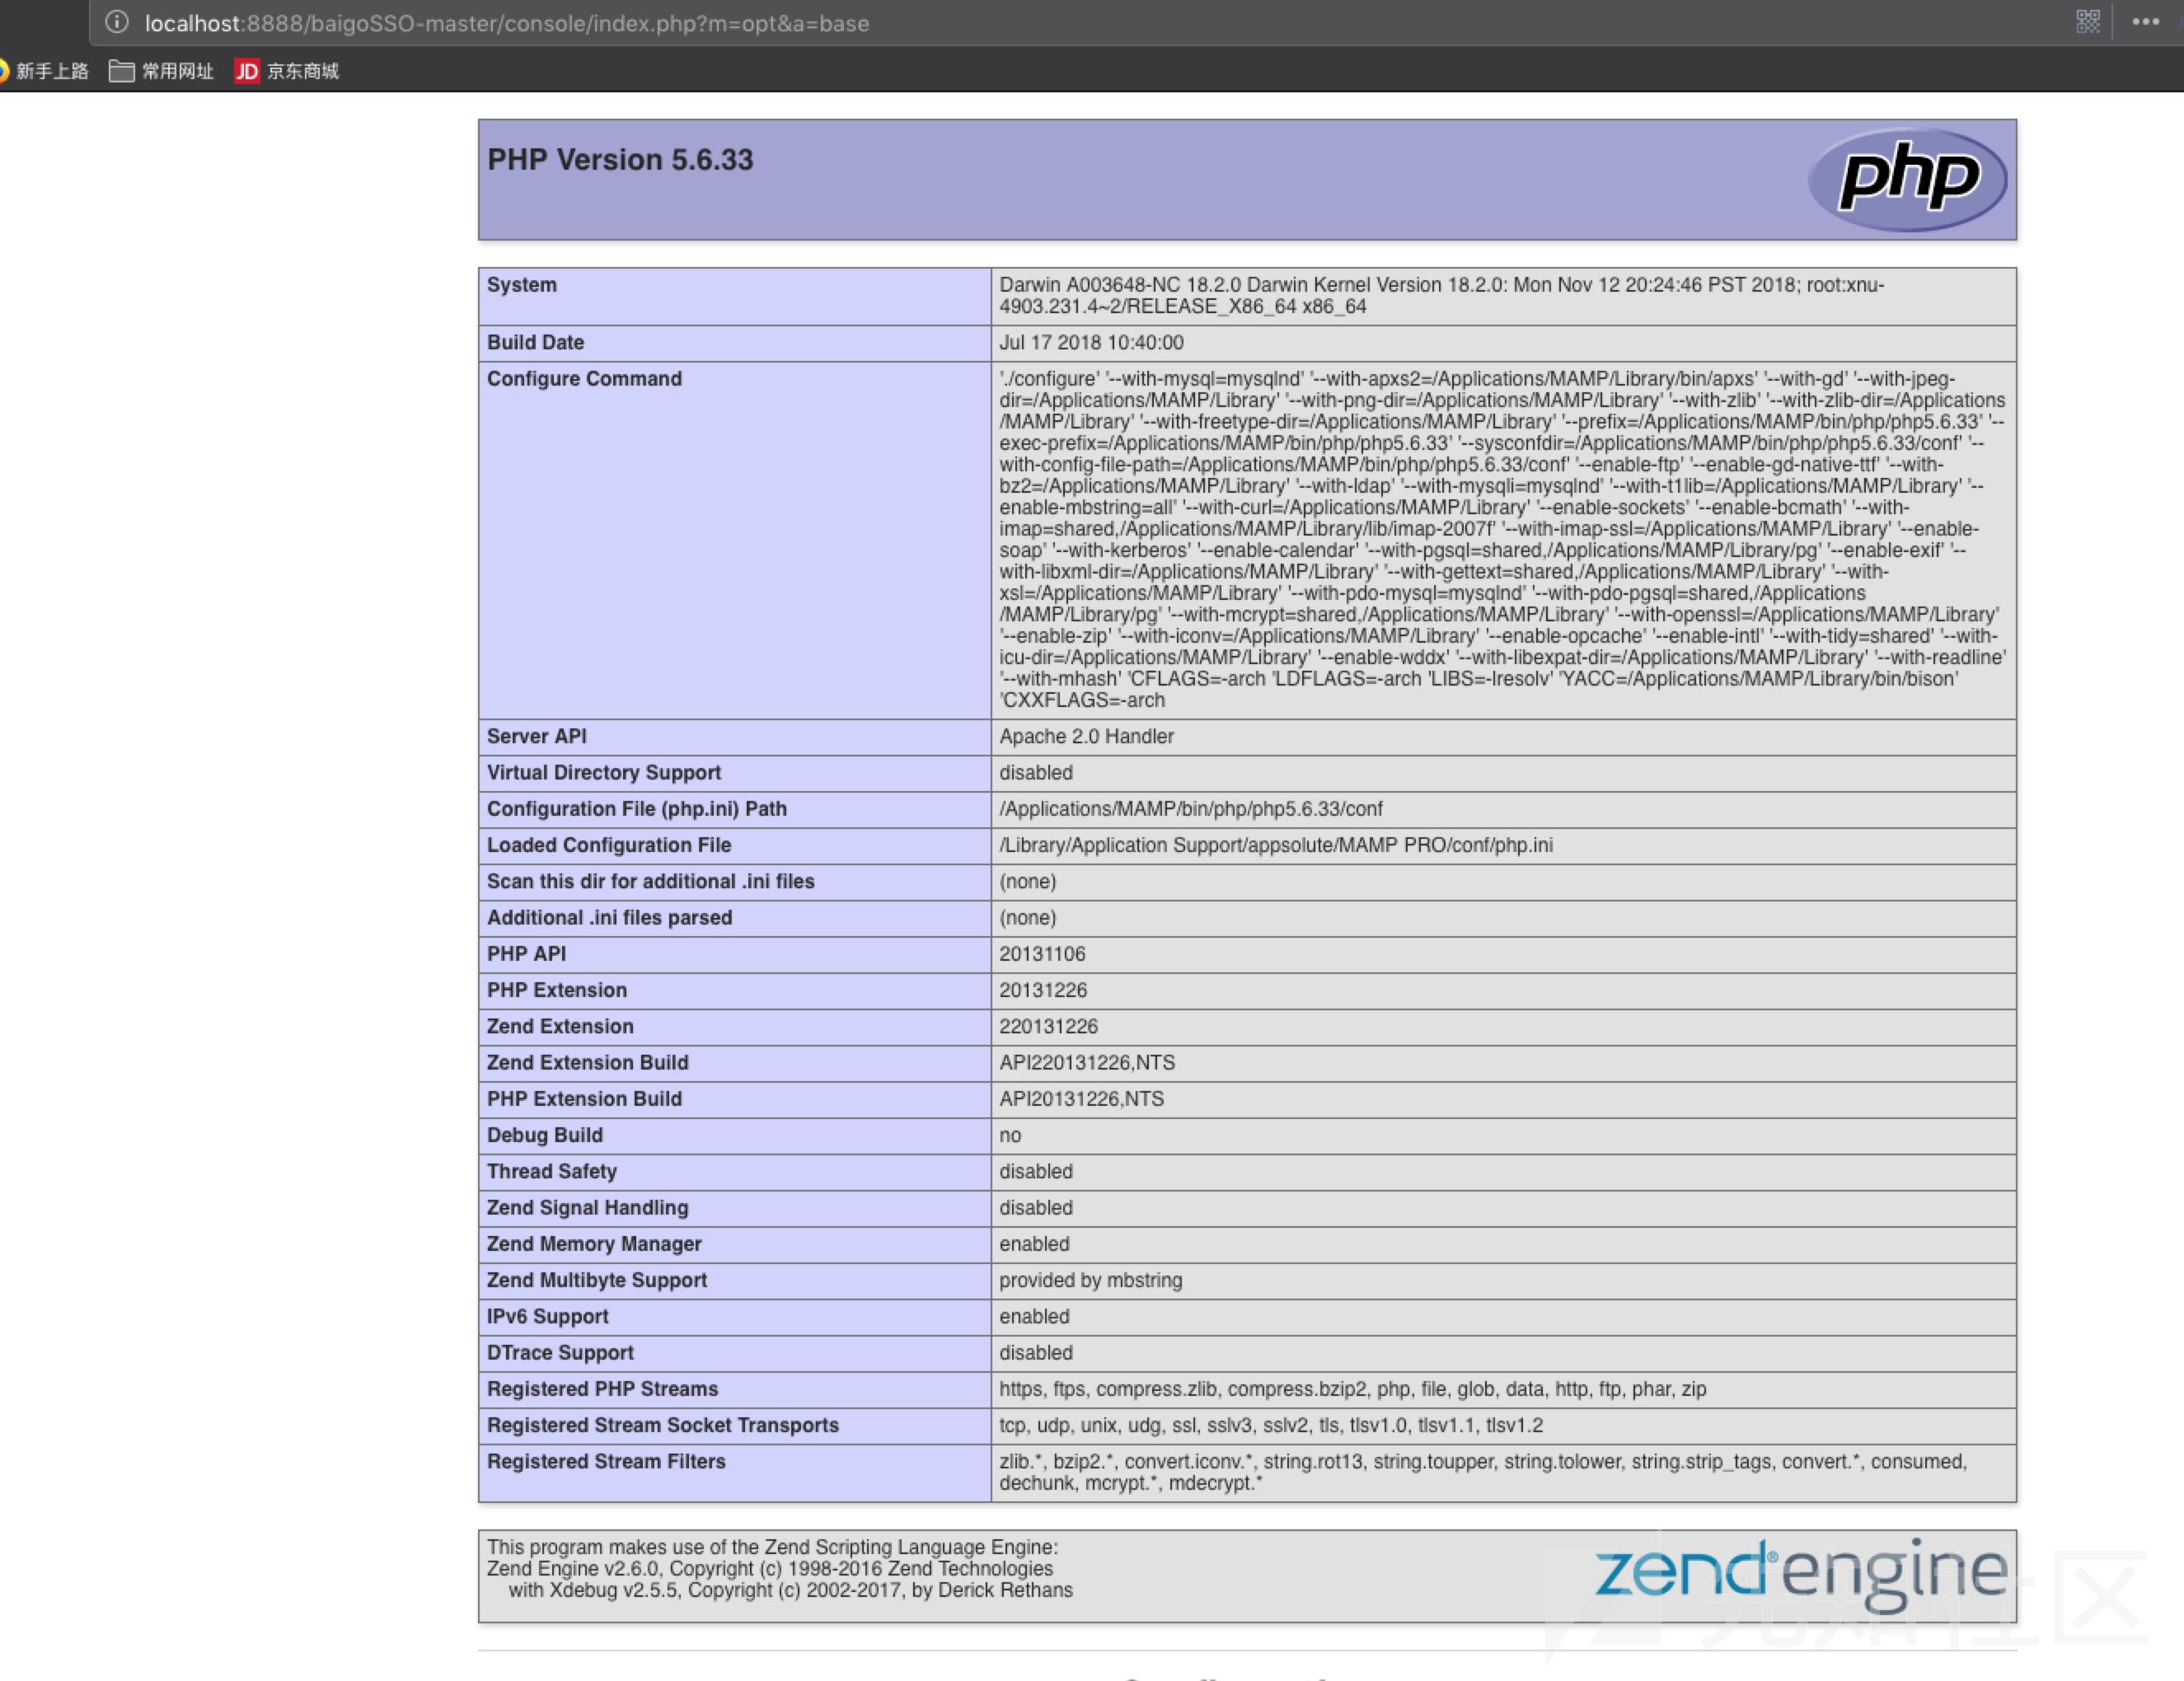 localhost:8888/baigoSSO-master/console/index.php?m=opt&a=base
新手上路 常用网址 JD 京东商城
PHP Version 5.6.33
php
System Darwin A003648-NC 18.2.0 Darwin Kernel Version 18.2.0: Mon Nov 12 20:24:46 PST 2018; root:xnu-
4903.231.4~2/RELEASE_X86_64 x86_64
Build Date Jul 17 2018 10:40:00
Configure Command './configure' '--with-mysql=mysqlnd' '--with-apxs2=/Applications/MAMP/Library/bin/apxs' '--with-gd' '--with-jpeg-
dir=/Applications/MAMP/Library' '--with-png-dir=/Applications/MAMP/Library' '--with-zlib' '--with-zlib-dir=/Applications
/MAMP/Library' '--with-freetype-dir=/Applications/MAMP/Library' '--prefix=/Applications/MAMP/bin/php/php5.6.33' '--
exec-prefix=/Applications/MAMP/bin/php/php5.6.33' '--sysconfdir=/Applications/MAMP/bin/php/php5.6.33/conf' '--
with-config-file-path=/Applications/MAMP/bin/php/php5.6.33/conf' '--enable-ftp' '--enable-gd-native-ttf' '--with-
bz2=/Applications/MAMP/Library' '--with-ldap' '--with-mysqli=mysqlnd' '--with-t1lib=/Applications/MAMP/Library' '--
enable-mbstring=all' '--with-curl=/Applications/MAMP/Library' '--enable-sockets' '--enable-bcmath' '--with-
imap=shared,/Applications/MAMP/Library/lib/imap-2007f' '--with-imap-ssl=/Applications/MAMP/Library' '--enable-
soap' '--with-kerberos' '--enable-calendar' '--with-pgsql=shared,/Applications/MAMP/Library/pg' '--enable-exif' '--
with-libxml-dir=/Applications/MAMP/Library' '--with-gettext=shared,/Applications/MAMP/Library' '--with-
xsl=/Applications/MAMP/Library' '--with-pdo-mysql=mysqlnd' '--with-pdo-pgsql=shared,/Applications
/MAMP/Library/pg' '--with-mcrypt=shared,/Applications/MAMP/Library' '--with-openssl=/Applications/MAMP/Library'
'--enable-zip' '--with-iconv=/Applications/MAMP/Library' '--enable-opcache' '--enable-intl' '--with-tidy=shared' '--with-
icu-dir=/Applications/MAMP/Library' '--enable-wddx' '--with-libexpat-dir=/Applications/MAMP/Library' '--with-readline'
'--with-mhash' 'CFLAGS=-arch 'LDFLAGS=-arch 'LIBS=-lresolv' 'YACC=/Applications/MAMP/Library/bin/bison'
'CXXFLAGS=-arch
Server API Apache 2.0 Handler
Virtual Directory Support disabled
Configuration File (php.ini) Path /Applications/MAMP/bin/php/php5.6.33/conf
Loaded Configuration File /Library/Application Support/appsolute/MAMP PRO/conf/php.ini
Scan this dir for additional .ini files (none)
Additional .ini files parsed (none)
PHP API 20131106
PHP Extension 20131226
Zend Extension 220131226
Zend Extension Build API220131226,NTS
PHP Extension Build API20131226,NTS
Debug Build no
Thread Safety disabled
Zend Signal Handling disabled
Zend Memory Manager enabled
Zend Multibyte Support provided by mbstring
IPv6 Support enabled
DTrace Support disabled
Registered PHP Streams https, ftps, compress.zlib, compress.bzip2, php, file, glob, data, http, ftp, phar, zip
Registered Stream Socket Transports tcp, udp, unix, udg, ssl, sslv3, sslv2, tls, tlsv1.0, tlsv1.1, tlsv1.2
Registered Stream Filters zlib.*, bzip2.*, convert.iconv.*, string.rot13, string.toupper, string.tolower, string.strip_tags, convert.*, consumed,
dechunk, mcrypt.*, mdecrypt.*
This program makes use of the Zend Scripting Language Engine:
Zend Engine v2.6.0, Copyright (c) 1998-2016 Zend Technologies
with Xdebug v2.5.5, Copyright (c) 2002-2017, by Derick Rethans
zend® engine
先知社区